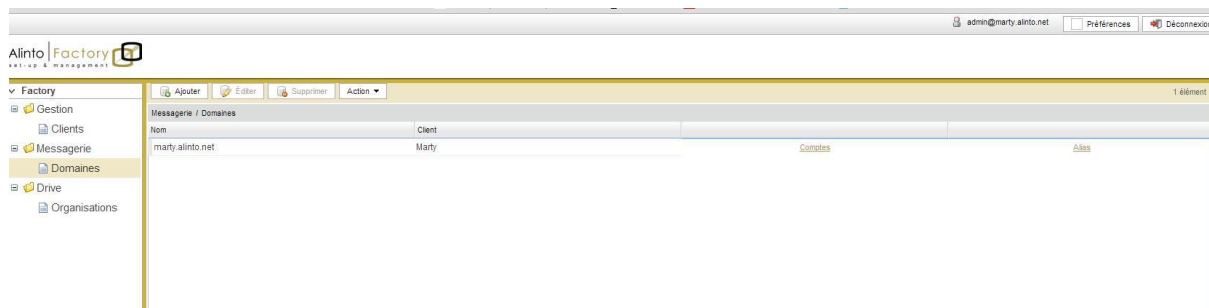 admin@marty.alinto.net Préférences Déconnexio
Alinto Factory
set-up & management
Factory
Ajouter Éditer Supprimer Action 1 élément
Gestion
Messagerie / Domaines
Clients
Nom Client
Messagerie
marty.alinto.net Marty Comptes Alias
Domaines
Drive
Organisations